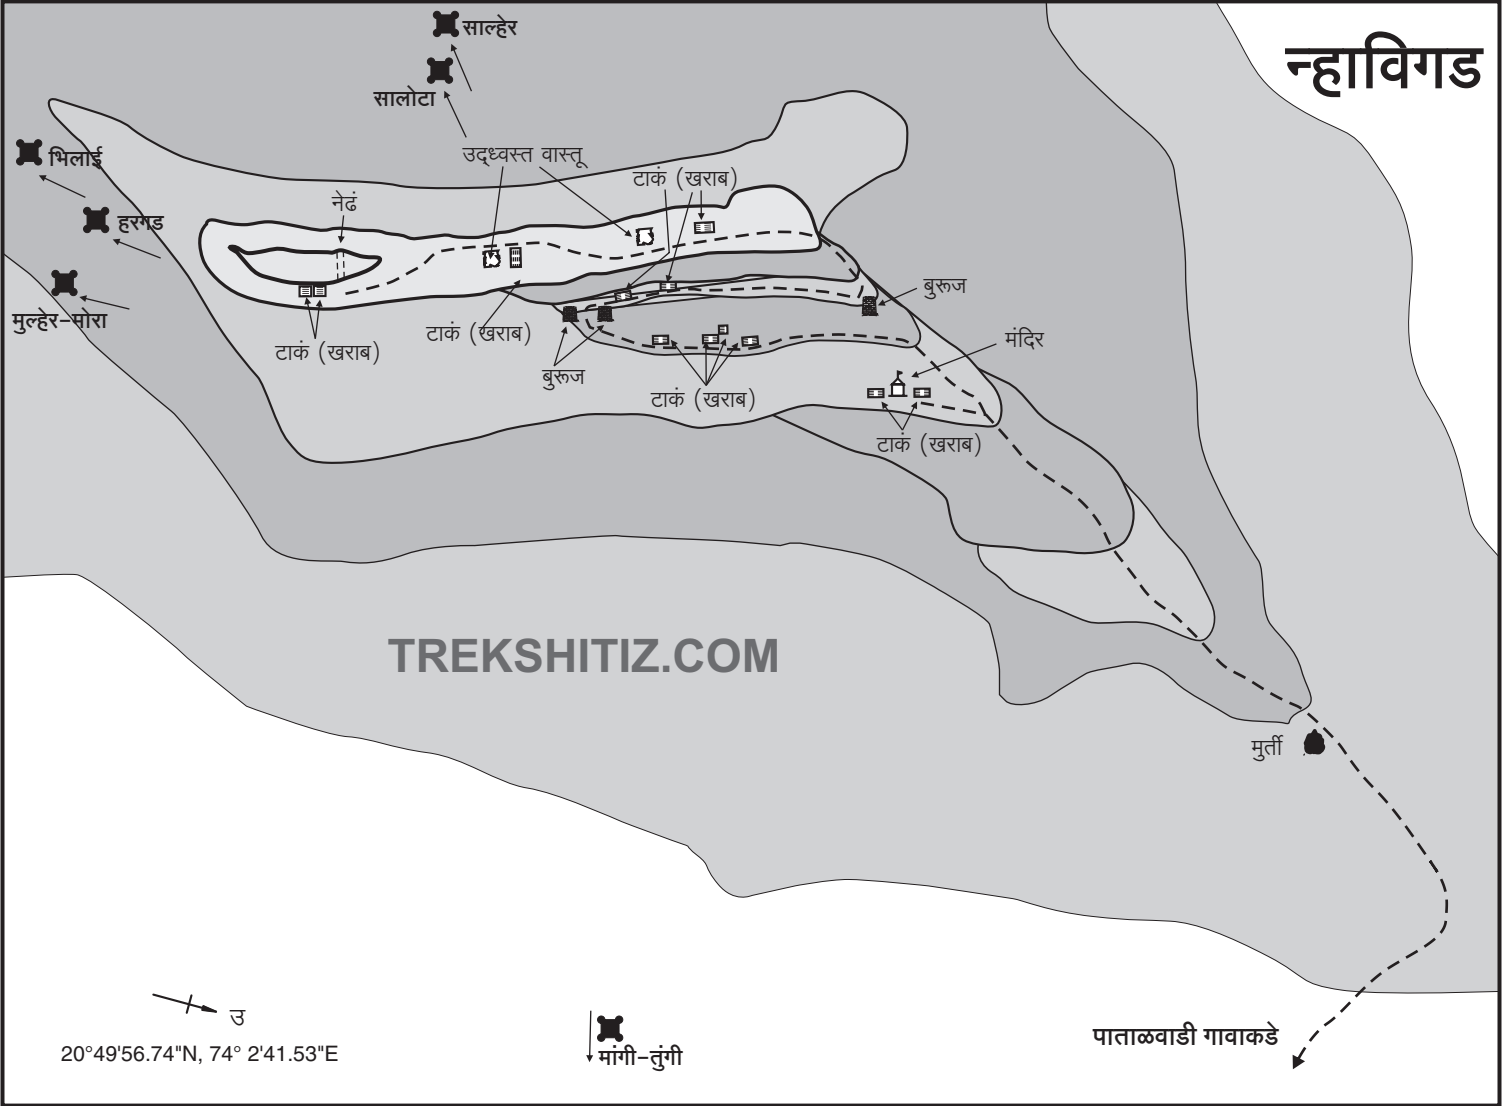 साल्हेर
न्हाविगड
सालोटा
भिलाई
उद्ध्वस्त वास्तू
टाकं (खराब)
नेढं
हरगड
बुरूज
मुल्हेर-मोरा
टाकं (खराब)
मंदिर
टाकं (खराब)
बुरूज
टाकं (खराब)
टाकं (खराब)
TREKSHITIZ.COM
मुर्ती
उ
पाताळवाडी गावाकडे
20°49'56.74"N, 74° 2'41.53"E
मांगी-तुंगी